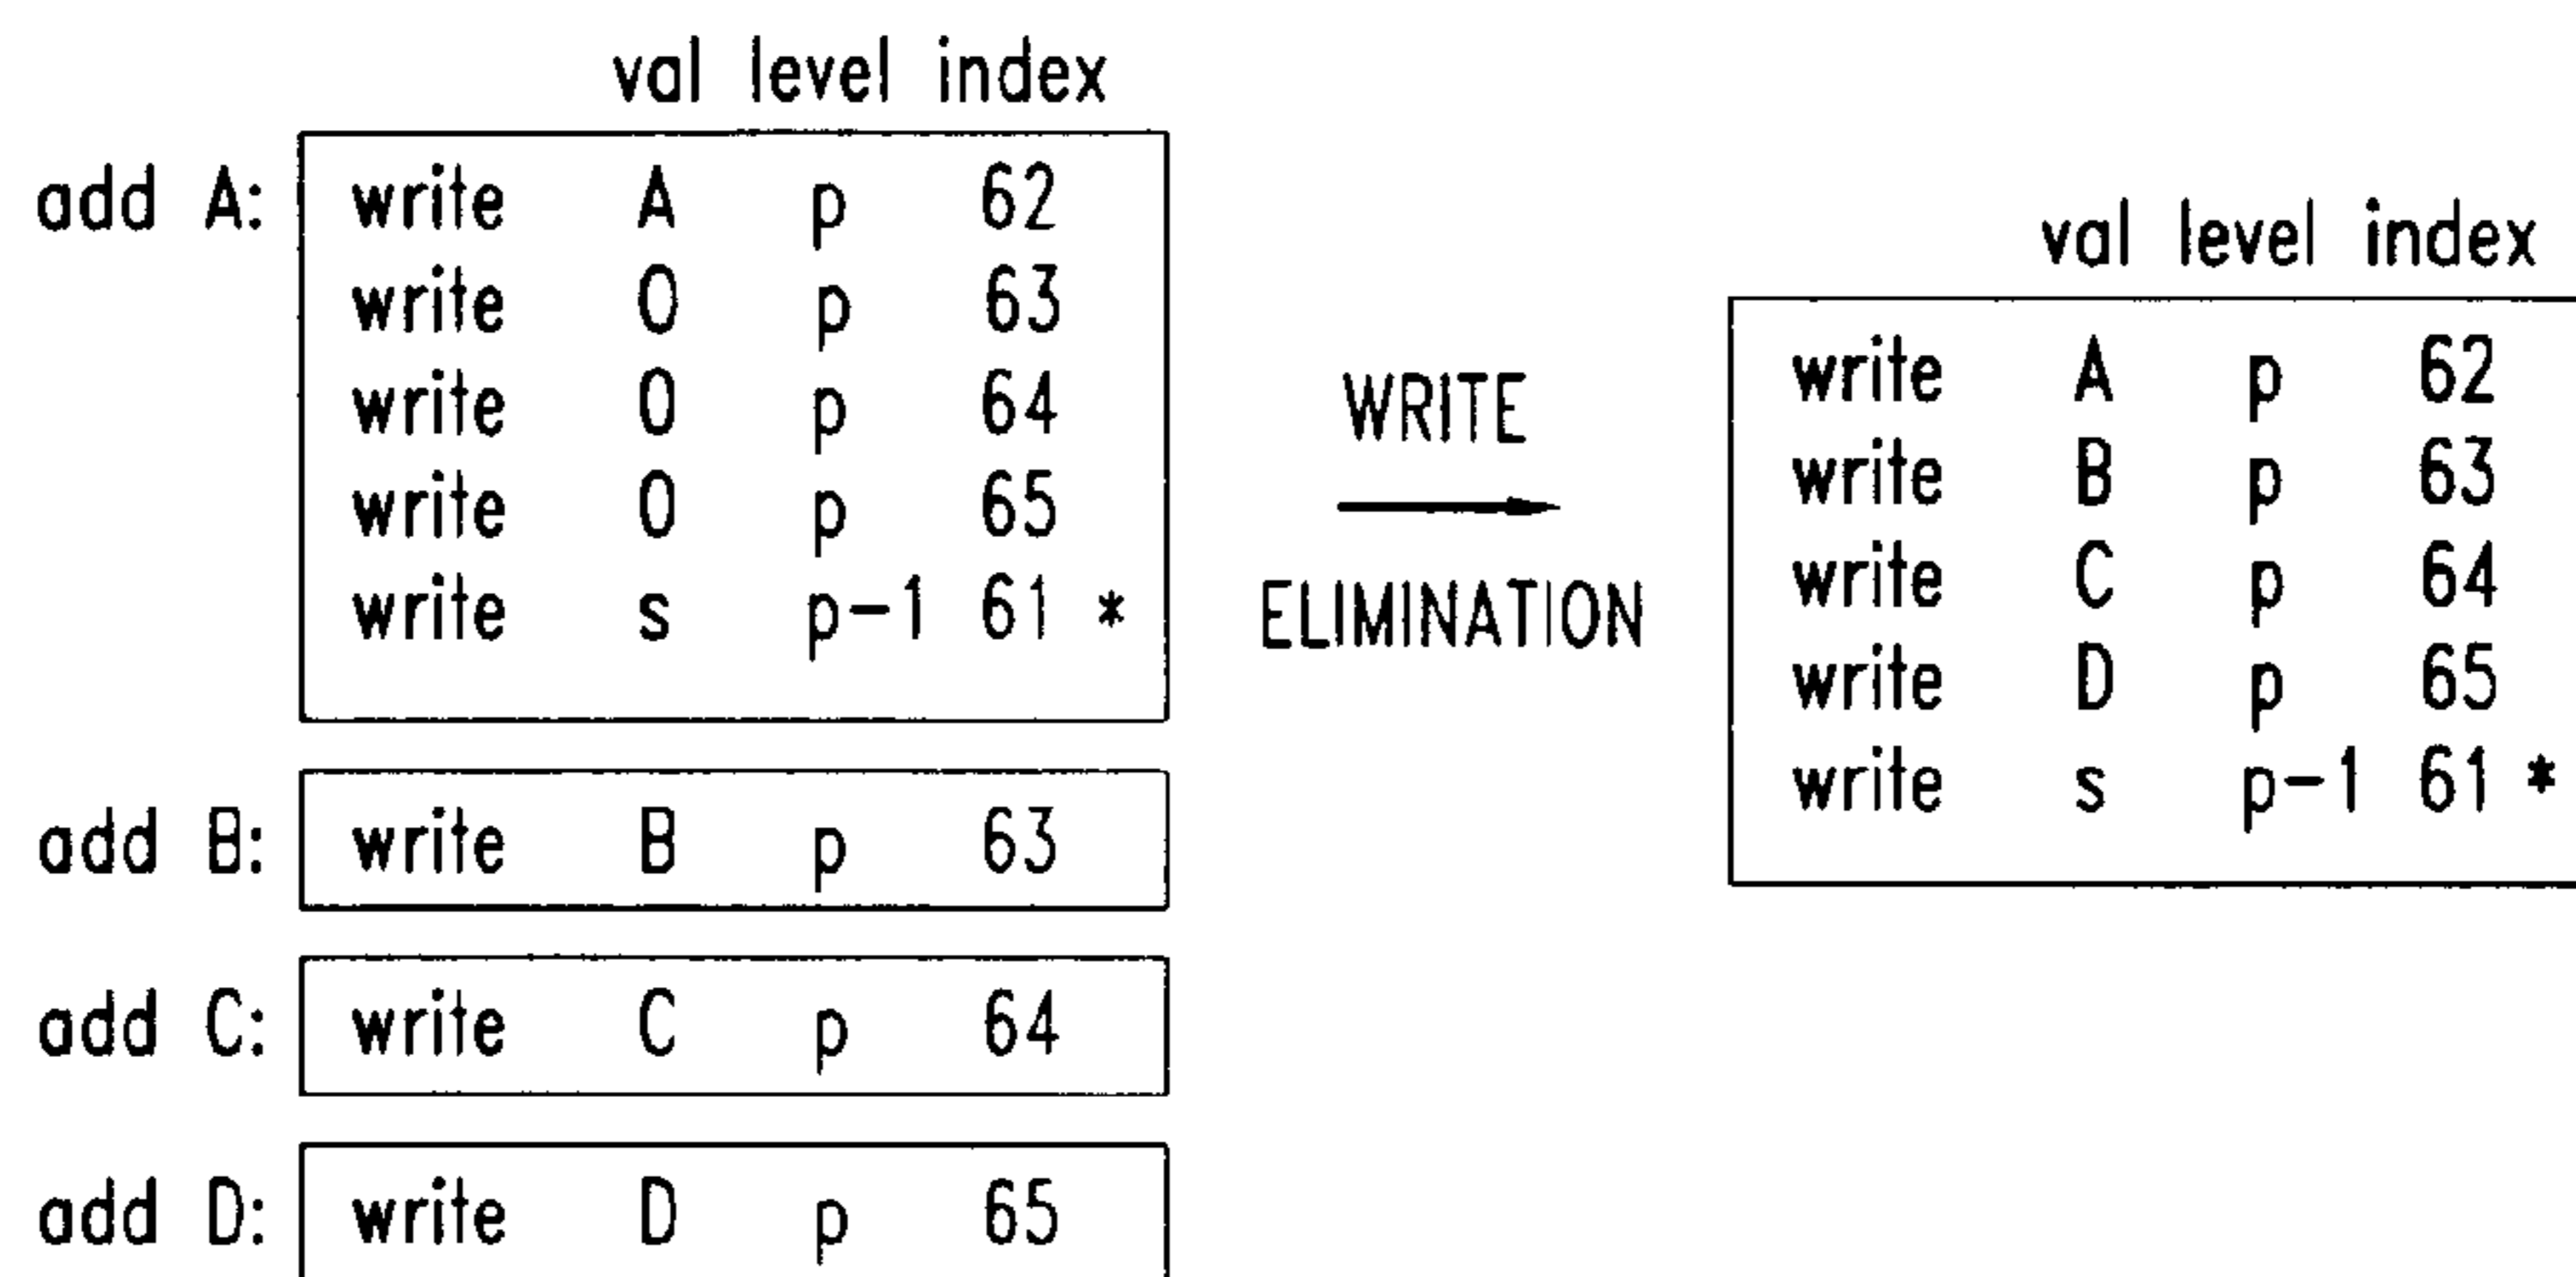 val level index
add A: write A p 62
write 0 p 63
write 0 p 64
write 0 p 65
write s p-1 61 *
add B: write B p 63
add C: write C p 64
add D: write D p 65
WRITE
ELIMINATION
val level index
write A p 62
write B p 63
write C p 64
write D p 65
write s p-1 61 *